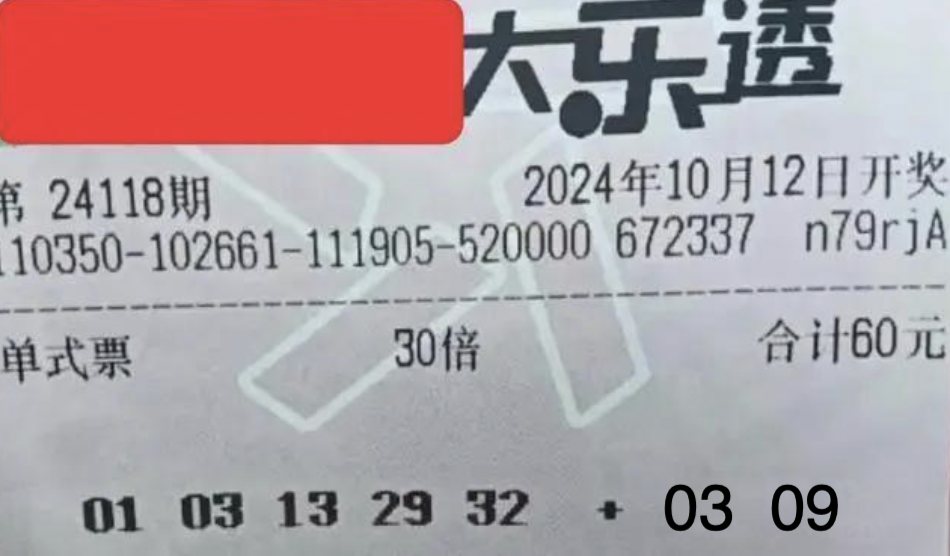 大乐透
第 24118期 2024年10月12日开奖
110350-102661-111905-520000 672337 n79rjA
单式票 30倍 合计60元
01 03 13 29 32 + 03 09